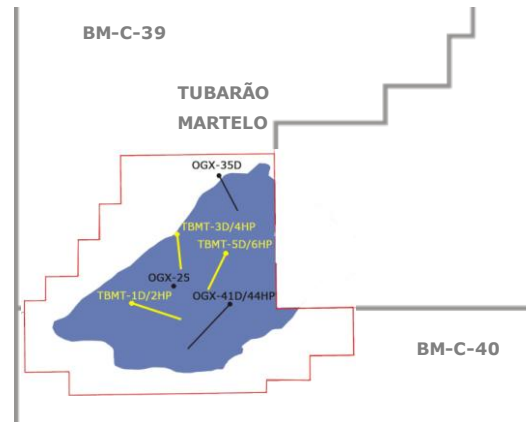 BM-C-39
TUBARÃO
MARTELO
OGX-35D
TBMT-3D/4HP
TBMT-5D/6HP
OGX-25
TBMT-1D/2HP
OGX-41D/44HP
BM-C-40